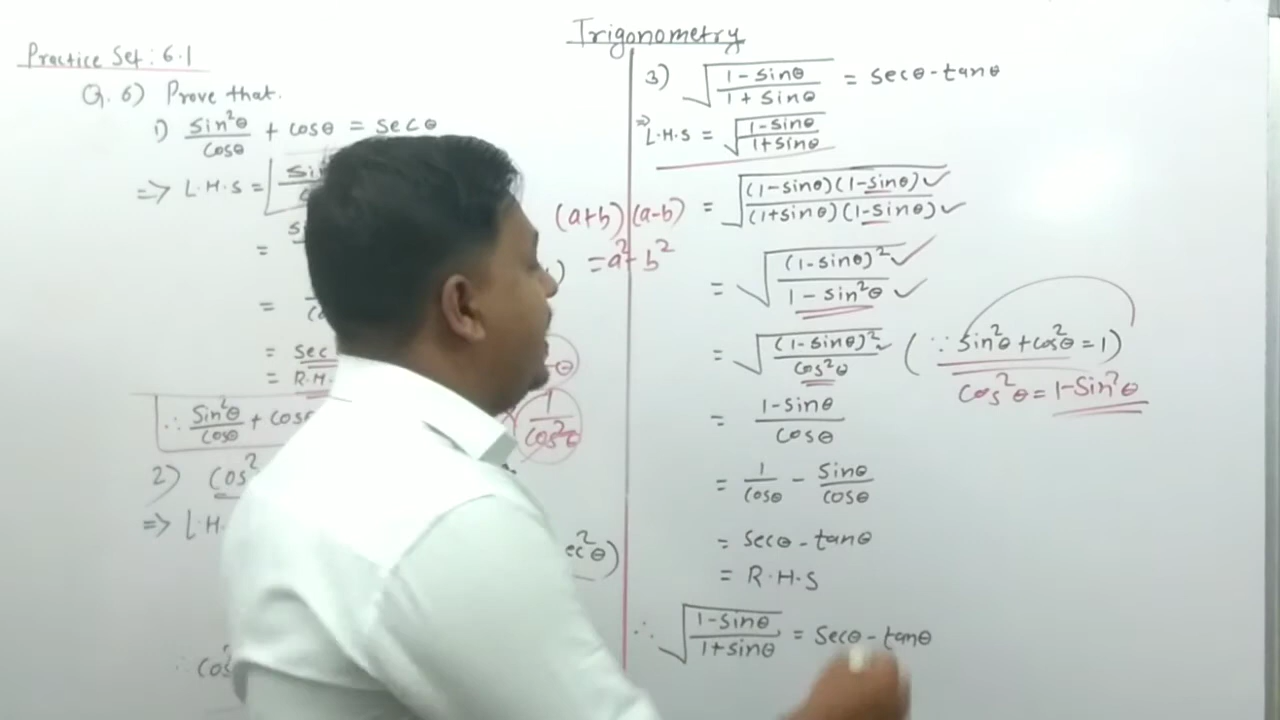 Trigonometry
Practice Set: 6.1
Q. 6) Prove that.
1) sin²θ/cosθ + cosθ = secθ
=> L.H.S =
=
=
= sec
= R.H.
∴ Sin²θ/cosθ + cosθ
2) cos²
=> L.H.
∴ cos²
(a+b) (a-b)
= a² - b²
1/cos²θ
ec²θ)
3) √((1 - sinθ)/(1 + sinθ)) = secθ - tanθ
=> L.H.S = √((1-sinθ)/(1+sinθ))
= √((1-sinθ)(1-sinθ)/(1+sinθ)(1-sinθ))
= √((1-sinθ)²/(1 - sin²θ))
= √((1-sinθ)²/cos²θ) (∵ sin²θ + cos²θ = 1)
cos²θ = 1-Sin²θ
= (1-sinθ)/cosθ
= 1/cosθ - sinθ/cosθ
= secθ - tanθ
= R.H.S
∴ √((1-sinθ)/(1+sinθ)) = secθ - tanθ